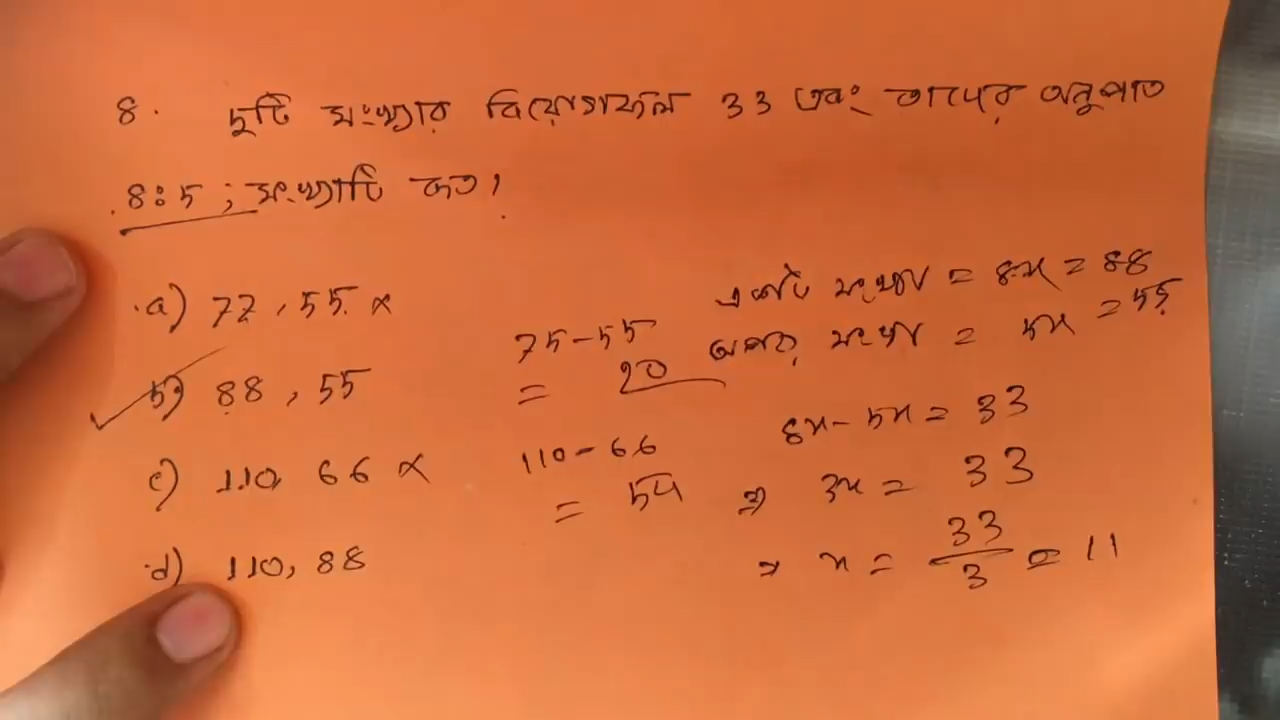 8. দুটি সংখ্যার বিয়োগফল 33 এবং তাদের অনুপাত
8:5 ; সংখ্যাটি কত।
a) 72, 55 x
b) 88, 55
c) 110, 66 x
d) 110, 88
75-55
= 20
110-66
= 54
একটি সংখ্যা = 8x = 88
অপর সংখ্যা = 5x = 55
8x - 5x = 33
⇒ 3x = 33
⇒ x = 33/3 = 11